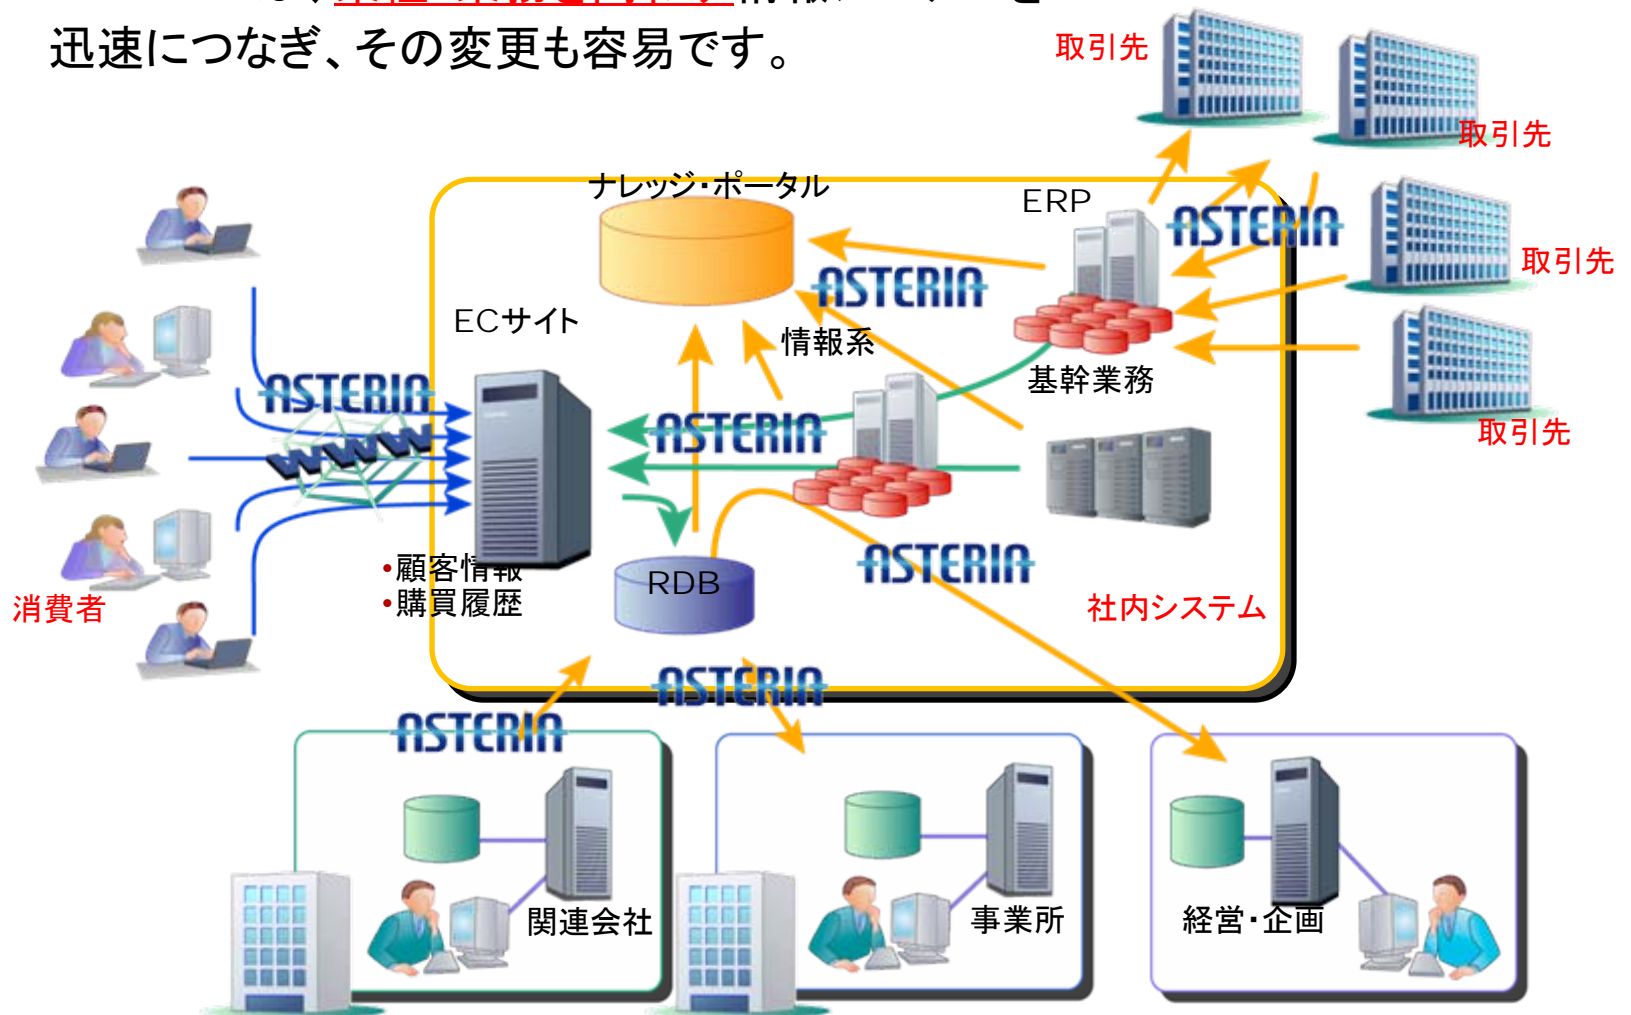 迅速につなぎ、その変更も容易です。
取引先
取引先
ナレッジ・ポータル
ERP
ASTERIA
取引先
ASTERIA
ECサイト
情報系
基幹業務
ASTERIA
ASTERIA
取引先
WWW
ASTERIA
・顧客情報
・購買履歴
RDB
消費者
社内システム
ASTERIA
ASTERIA
関連会社
事業所
経営・企画